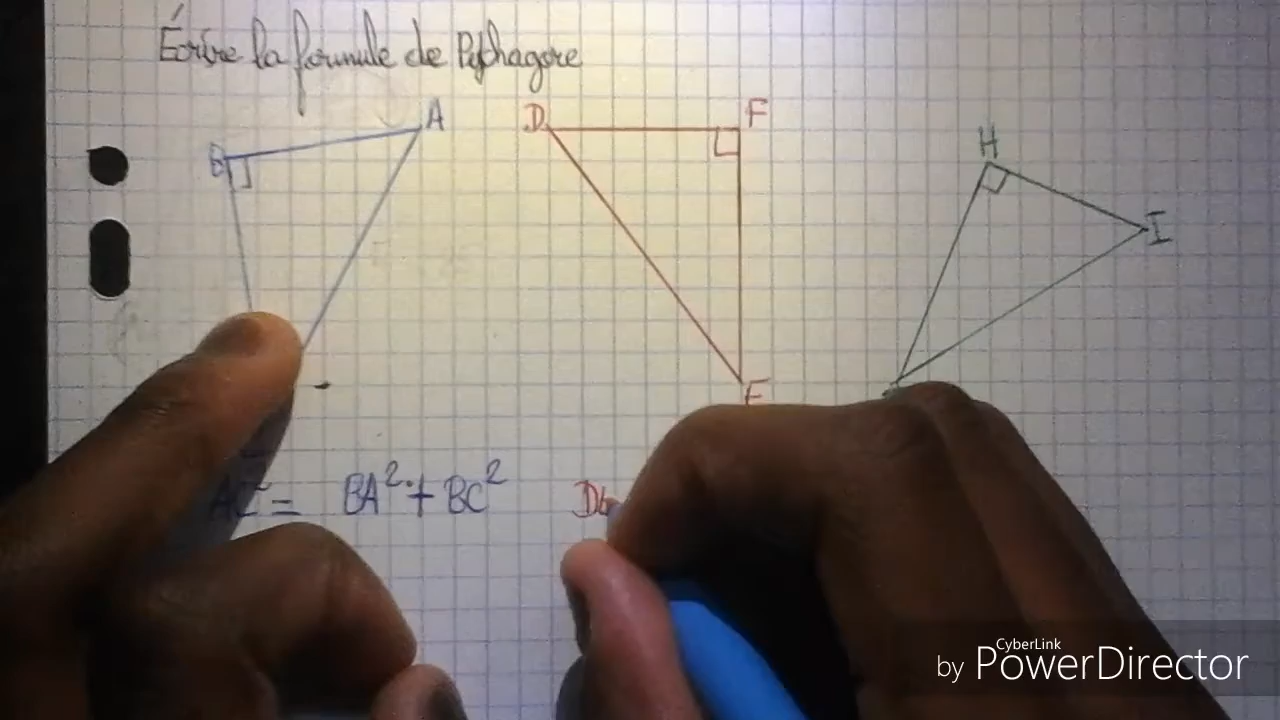 Écrire la formule de Pythagore
A
B
D
F
H
I
E
AC² = BA² + BC²
D
CyberLink
by PowerDirector